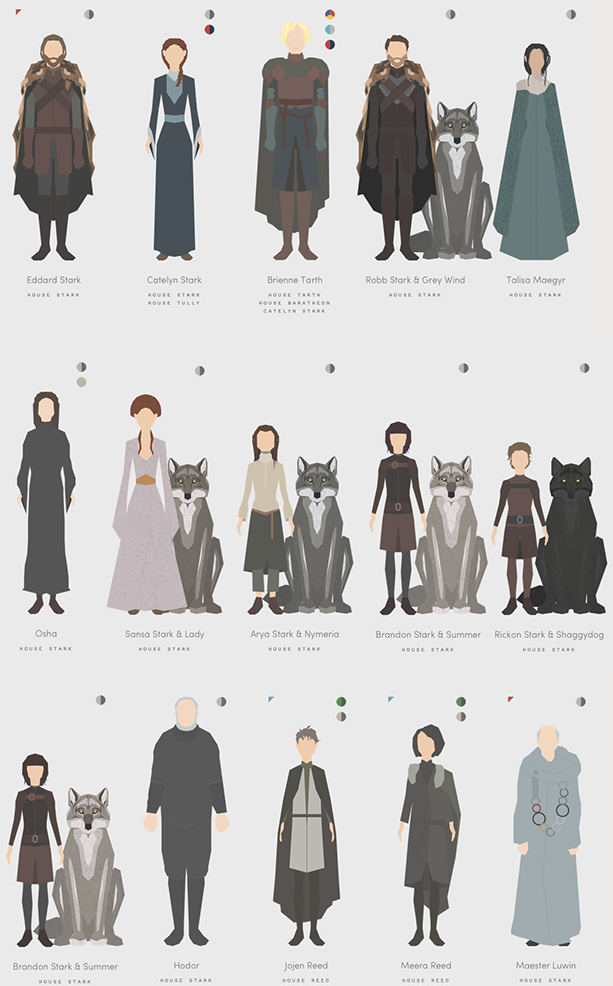 Eddard Stark
HOUSE STARK
Catelyn Stark
HOUSE STARK
HOUSE TULLY
Brienne Tarth
HOUSE TARTH
HOUSE BARATHEON
CATELYN STARK
Robb Stark & Grey Wind
HOUSE STARK
Talisa Maegyr
HOUSE STARK
Osha
HOUSE STARK
Sansa Stark & Lady
HOUSE STARK
Arya Stark & Nymeria
HOUSE STARK
Brandon Stark & Summer
HOUSE STARK
Rickon Stark & Shaggydog
HOUSE STARK
Brandon Stark & Summer
HOUSE STARK
Hodor
HOUSE STARK
Jojen Reed
HOUSE REED
Meera Reed
HOUSE REED
Maester Luwin
HOUSE STARK